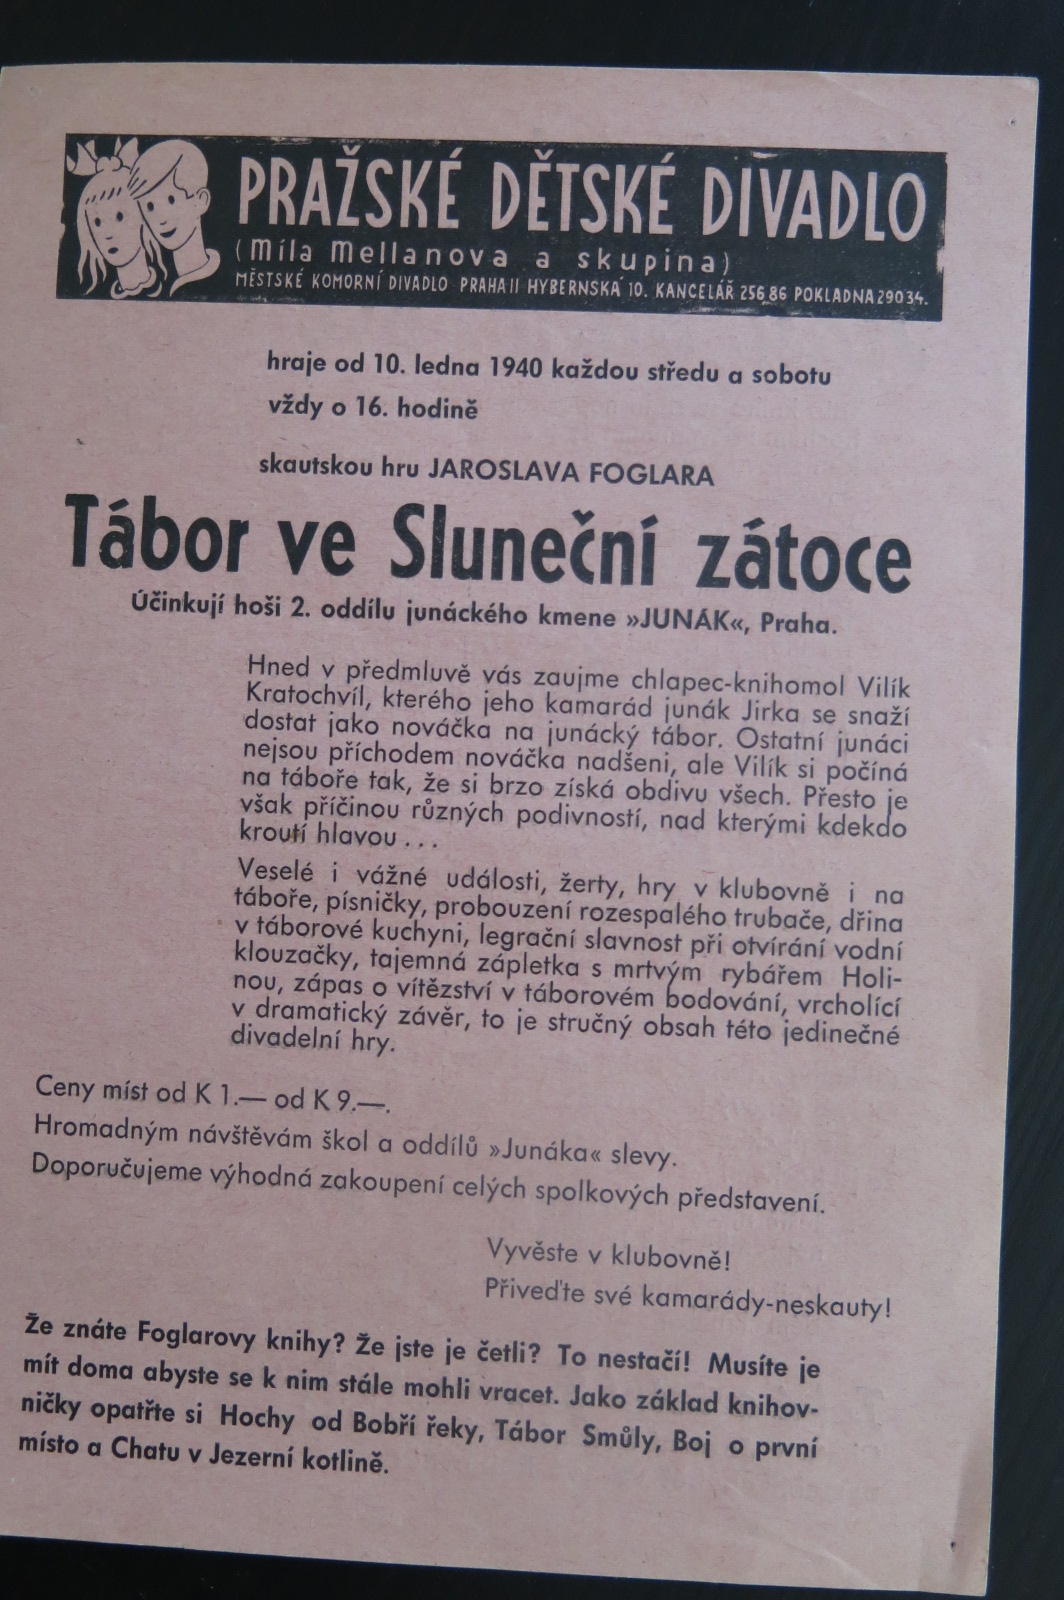 PRAŽSKÉ DĚTSKÉ DIVADLO
(Míla Mellanova a skupina)
MĚSTSKÉ KOMORNÍ DIVADLO PRAHA II HYBERNSKÁ 10. KANCELÁŘ 256 86 POKLADNA 290 34.
hraje od 10. ledna 1940 každou středu a sobotu
vždy o 16. hodině
skautskou hru JAROSLAVA FOGLARA
Tábor ve Sluneční zátoce
Účinkují hoši 2. oddílu junáckého kmene »JUNÁK«, Praha.
Hned v předmluvě vás zaujme chlapec-knihomol Vilík
Kratochvíl, kterého jeho kamarád junák Jirka se snaží
dostat jako nováčka na junácký tábor. Ostatní junáci
nejsou příchodem nováčka nadšeni, ale Vilík si počíná
na táboře tak, že si brzo získá obdivu všech. Přesto je
však příčinou různých podivností, nad kterými kdekdo
kroutí hlavou . . .
Veselé i vážné události, žerty, hry v klubovně i na
táboře, písničky, probouzení rozespalého trubače, dřina
v táborové kuchyni, legrační slavnost při otvírání vodní
klouzačky, tajemná zápletka s mrtvým rybářem Holi-
nou, zápas o vítězství v táborovém bodování, vrcholící
v dramatický závěr, to je stručný obsah této jedinečné
divadelní hry.
Ceny míst od K 1.— od K 9.—.
Hromadným návštěvám škol a oddílů »Junáka« slevy.
Doporučujeme výhodná zakoupení celých spolkových představení.
Vyvěste v klubovně!
Přiveďte své kamarády-neskauty!
Že znáte Foglarovy knihy? Že jste je četli? To nestačí! Musíte je
mít doma abyste se k nim stále mohli vracet. Jako základ knihov-
ničky opatřte si Hochy od Bobří řeky, Tábor Smůly, Boj o první
místo a Chatu v Jezerní kotlině.